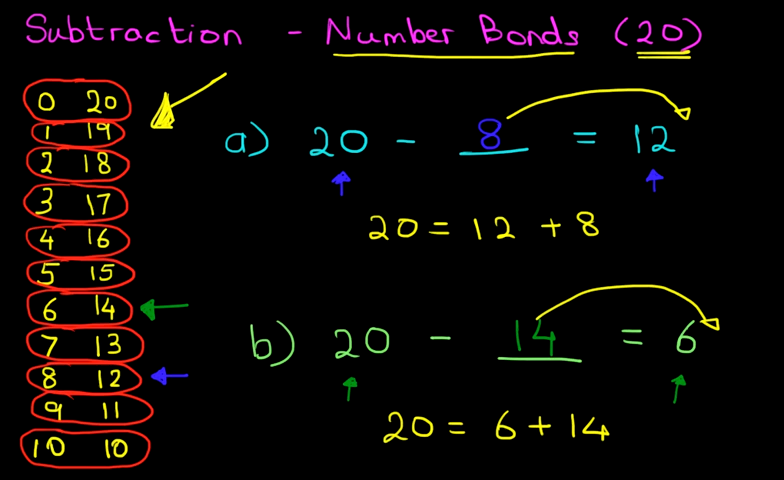 Subtraction - Number Bonds (20)
0 20
1 19
2 18
3 17
4 16
5 15
6 14
7 13
8 12
9 11
10 10
a) 20 - 8 = 12
20 = 12 + 8
b) 20 - 14 = 6
20 = 6 + 14